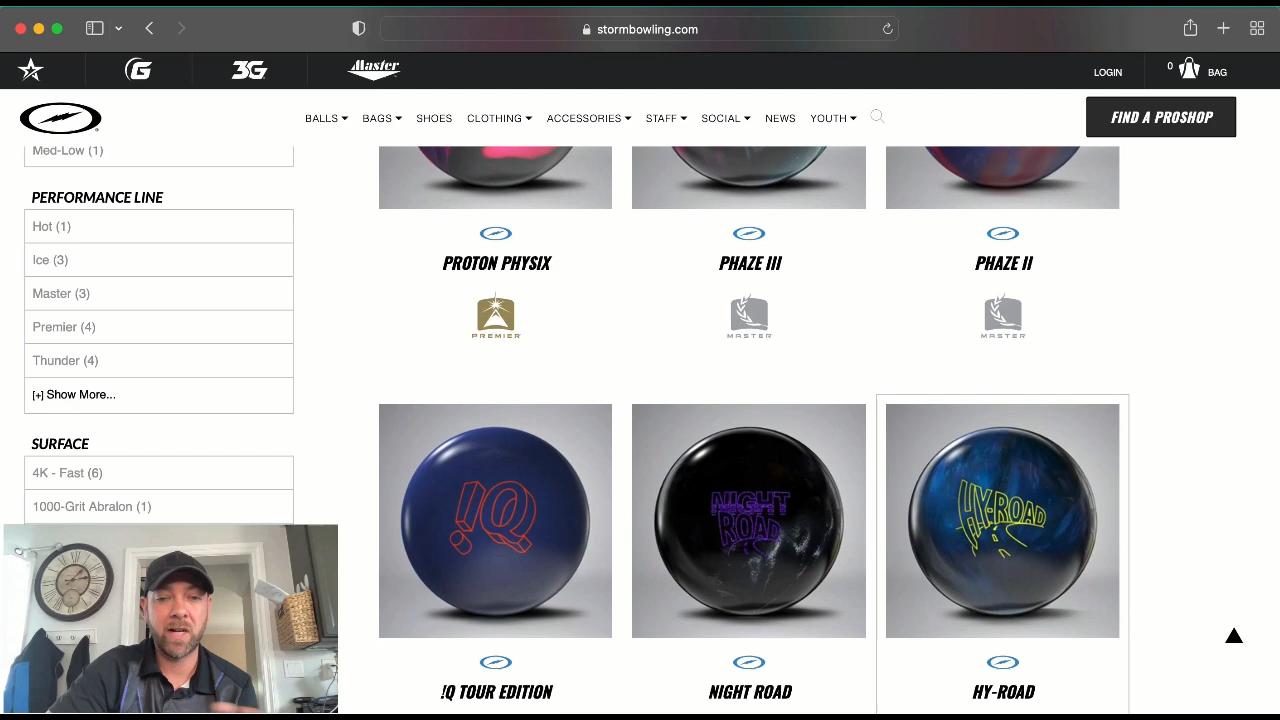 stormbowling.com
G 3G Master LOGIN 0 BAG
BALLS BAGS SHOES CLOTHING ACCESSORIES STAFF SOCIAL NEWS YOUTH FIND A PROSHOP
Med-Low (1)
PERFORMANCE LINE
Hot (1)
Ice (3)
Master (3)
Premier (4)
Thunder (4)
[+] Show More...
SURFACE
4K - Fast (6)
1000-Grit Abralon (1)
PROTON PHYSIX PHAZE III PHAZE II
PREMIER MASTER MASTER
!Q NIGHT ROAD HY-ROAD
!Q TOUR EDITION NIGHT ROAD HY-ROAD